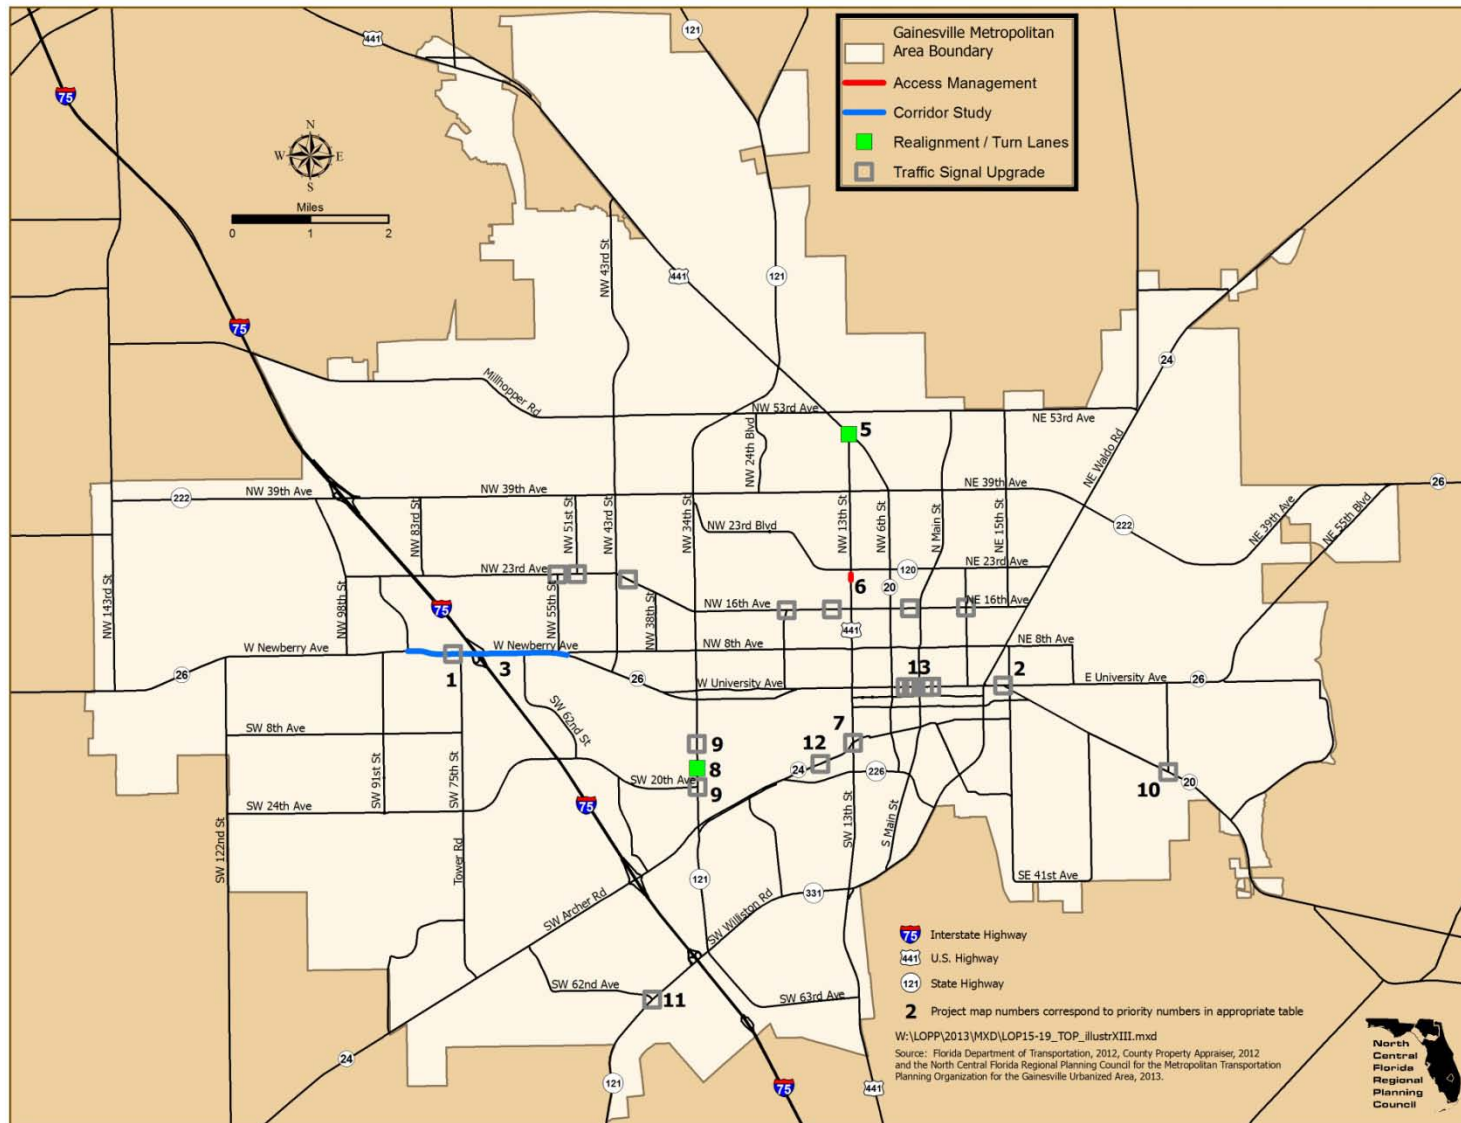 Gainesville Metropolitan
Area Boundary
Access Management
Corridor Study
Realignment / Turn Lanes
Traffic Signal Upgrade
441
121
75
N
W
E
S
Miles
0
1
2
75
NW 43rd St
441
121
24
Millhopper Rd
NW 53rd Ave
NE 53rd Ave
5
NW 24th Blvd
NE Waldo Rd
26
222
NW 39th Ave
NW 39th Ave
NE 39th Ave
222
NE 39th Ave
NE 55th Blvd
NW 83rd St
NW 51st St
NW 43rd St
NW 34th St
NW 23rd Blvd
NW 13th St
NW 6th St
N Main St
NE 15th St
NW 143rd St
NW 98th St
NW 23rd Ave
120
NE 23rd Ave
6
20
75
NW 55th St
NW 38th St
NW 16th Ave
NE 16th Ave
441
W Newberry Ave
W Newberry Ave
NW 8th Ave
NE 8th Ave
1
3
26
26
W University Ave
13
2
E University Ave
26
SW 62nd St
SW 8th Ave
9
12
7
SW 91st St
SW 75th St
8
24
226
SW 20th Ave
9
10
20
SW 24th Ave
75
SW 122nd St
Tower Rd
SW 13th St
S Main St
121
SW Archer Rd
SW Williston Rd
331
SE 41st Ave
SW 62nd Ave
11
SW 63rd Ave
24
121
75
441
75 Interstate Highway
441 U.S. Highway
121 State Highway
2 Project map numbers correspond to priority numbers in appropriate table
W:\LOPP\2013\MXD\LOP15-19_TOP_illustrXIII.mxd
Source: Florida Department of Transportation, 2012, County Property Appraiser, 2012
and the North Central Florida Regional Planning Council for the Metropolitan Transportation
Planning Organization for the Gainesville Urbanized Area, 2013.
North
Central
Florida
Regional
Planning
Council